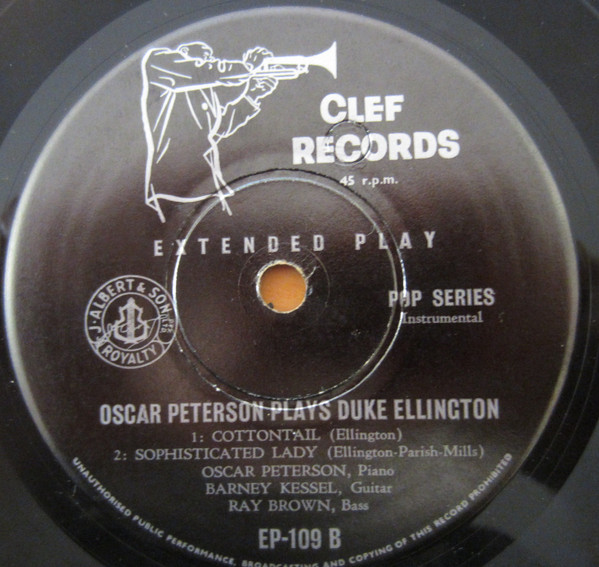 CLEF
RECORDS
45 r.p.m.
EXTENDED PLAY
J. ALBERT & SON PTY LTD
ROYALTY
POP SERIES
Instrumental
OSCAR PETERSON PLAYS DUKE ELLINGTON
1: COTTONTAIL (Ellington)
2: SOPHISTICATED LADY (Ellington-Parish-Mills)
OSCAR PETERSON, Piano
BARNEY KESSEL, Guitar
RAY BROWN, Bass
EP-109 B
UNAUTHORISED PUBLIC PERFORMANCE, BROADCASTING AND COPYING OF THIS RECORD PROHIBITED